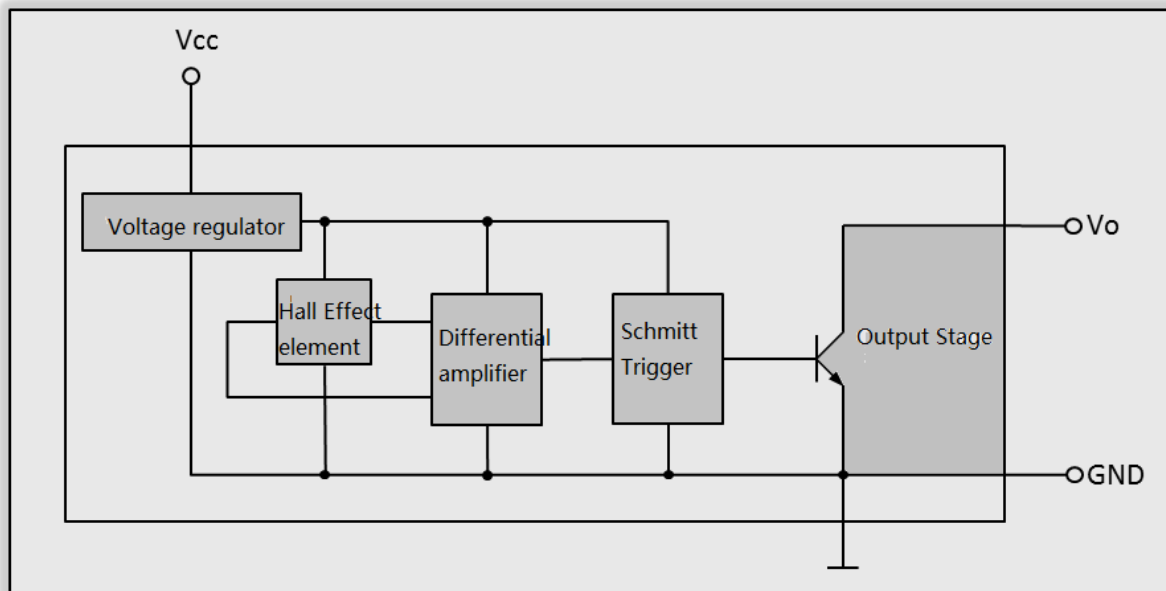 Vcc
Voltage regulator
Vo
Hall Effect
element
Differential
amplifier
Schmitt
Trigger
Output Stage
GND